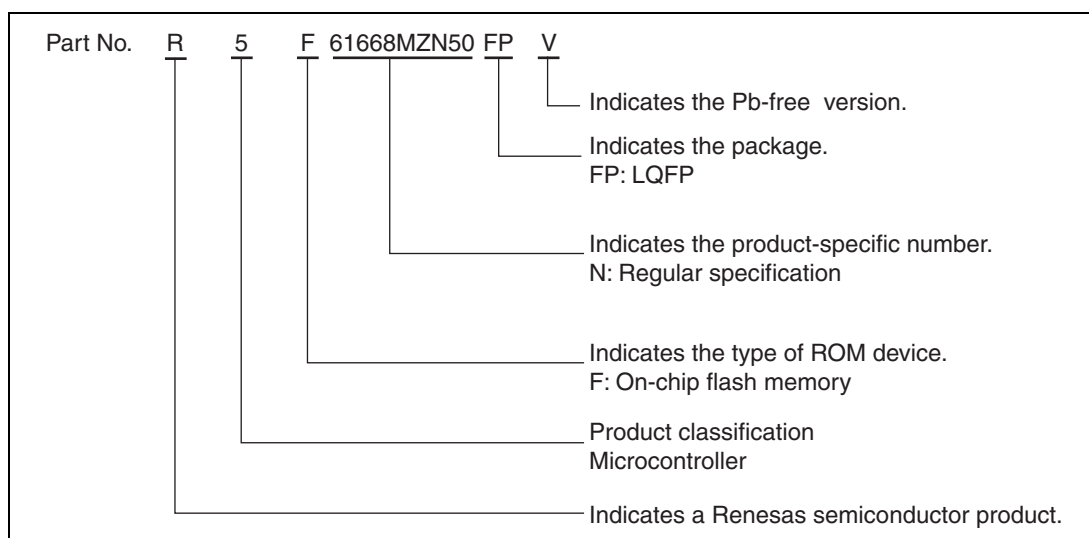 Part No. R 5 F 61668MZN50 FP V
Indicates the Pb-free version.
Indicates the package.
FP: LQFP
Indicates the product-specific number.
N: Regular specification
Indicates the type of ROM device.
F: On-chip flash memory
Product classification
Microcontroller
Indicates a Renesas semiconductor product.